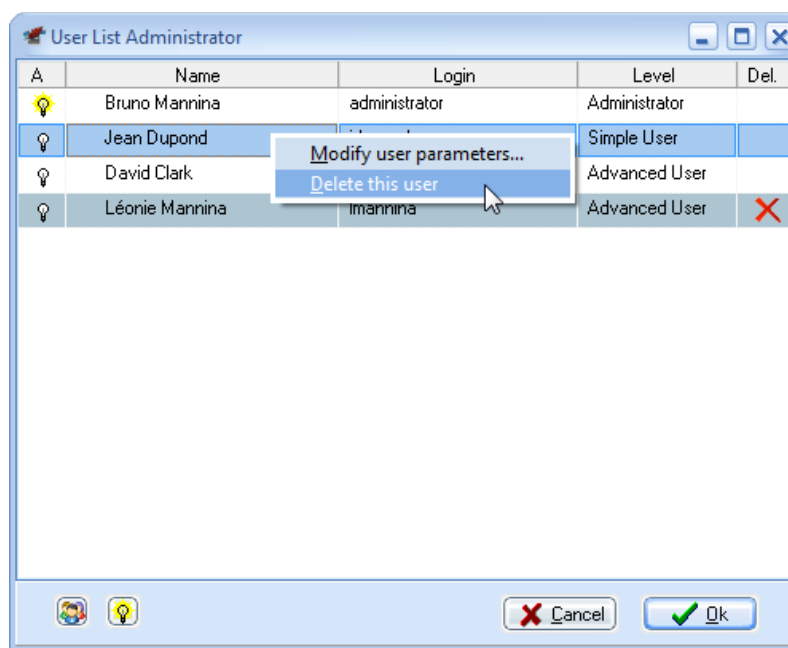 User List Administrator
A Name Login Level Del.
Bruno Mannina administrator Administrator
Jean Dupond Simple User
Modify user parameters...
David Clark Advanced User
Delete this user
Léonie Mannina lmannina Advanced User
Cancel Ok